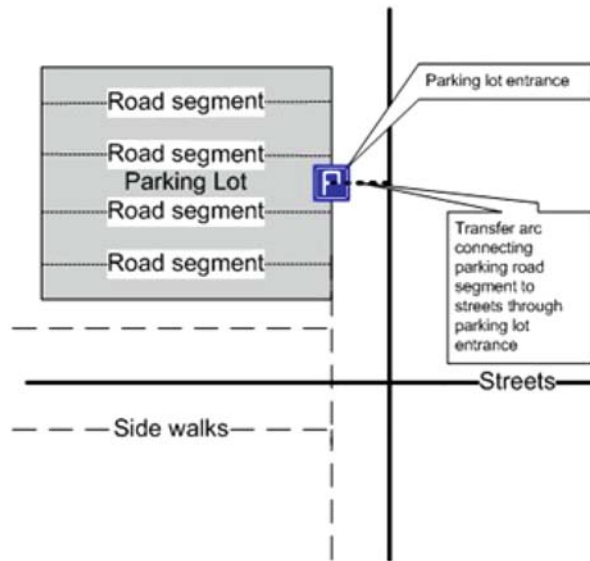 Parking lot entrance
Road segment
Road segment
Parking Lot
P
Road segment
Road segment
Transfer arc
connecting
parking road
segment to
streets through
parking lot
entrance
Streets
Side walks